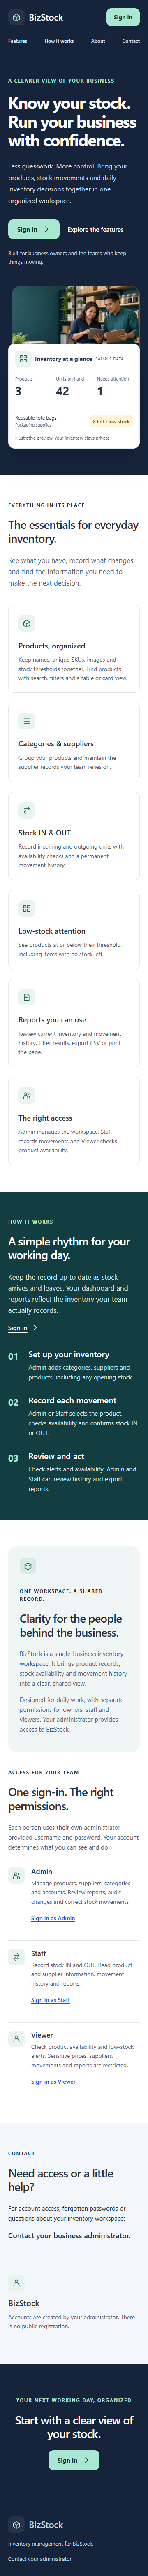 BizStock
Sign in
Features How it works About Contact
A CLEARER VIEW OF YOUR BUSINESS
Know your stock.
Run your business
with confidence.
Less guesswork. More control. Bring your
products, stock movements and daily
inventory decisions together in one
organized workspace.
Sign in
Explore the features
Built for business owners and the teams who keep
things moving.
Inventory at a glance SAMPLE DATA
Products Units on hand Needs attention
3 42 1
Reusable tote bags
Packaging supplies
8 left · low stock
Illustrative preview. Your inventory stays private.
EVERYTHING IN ITS PLACE
The essentials for everyday
inventory.
See what you have, record what changes
and find the information you need to
make the next decision.
Products, organized
Keep names, unique SKUs, images and
stock thresholds together. Find products
with search, filters and a table or card view.
Categories & suppliers
Group your products and maintain the
supplier records your team relies on.
Stock IN & OUT
Record incoming and outgoing units with
availability checks and a permanent
movement history.
Low-stock attention
See products at or below their threshold,
including items with no stock left.
Reports you can use
Review current inventory and movement
history. Filter results, export CSV or print
the page.
The right access
Admin manages the workspace, Staff
records movements and Viewer checks
product availability.
HOW IT WORKS
A simple rhythm for your
working day.
Keep the record up to date as stock
arrives and leaves. Your dashboard and
reports reflect the inventory your team
actually records.
Sign in
01 Set up your inventory
Admin adds categories, suppliers and
products, including any opening stock.
02 Record each movement
Admin or Staff selects the product,
checks availability and confirms stock IN
or OUT.
03 Review and act
Check alerts and availability. Admin and
Staff can review history and export
reports.
ONE WORKSPACE. A SHARED
RECORD.
Clarity for the people
behind the business.
BizStock is a single-business inventory
workspace. It brings product records,
stock availability and movement history
into a clear, shared view.
Designed for daily work, with separate
permissions for owners, staff and
viewers. Your administrator provides
access to BizStock.
ACCESS FOR YOUR TEAM
One sign-in. The right
permissions.
Each person uses their own administrator-
provided username and password. Your account
determines what you can see and do.
Admin
Manage products, suppliers, categories
and accounts. Review reports, audit
changes and correct stock movements.
Sign in as Admin
Staff
Record stock IN and OUT. Read product
and supplier information, movement
history and reports.
Sign in as Staff
Viewer
Check product availability and low-stock
alerts. Sensitive prices, suppliers,
movements and reports are restricted.
Sign in as Viewer
CONTACT
Need access or a little
help?
For account access, forgotten passwords or
questions about your inventory workspace:
Contact your business administrator.
BizStock
Accounts are created by your administrator. There
is no public registration.
YOUR NEXT WORKING DAY, ORGANIZED
Start with a clear view of
your stock.
Sign in
BizStock
Inventory management for BizStock.
Contact your administrator